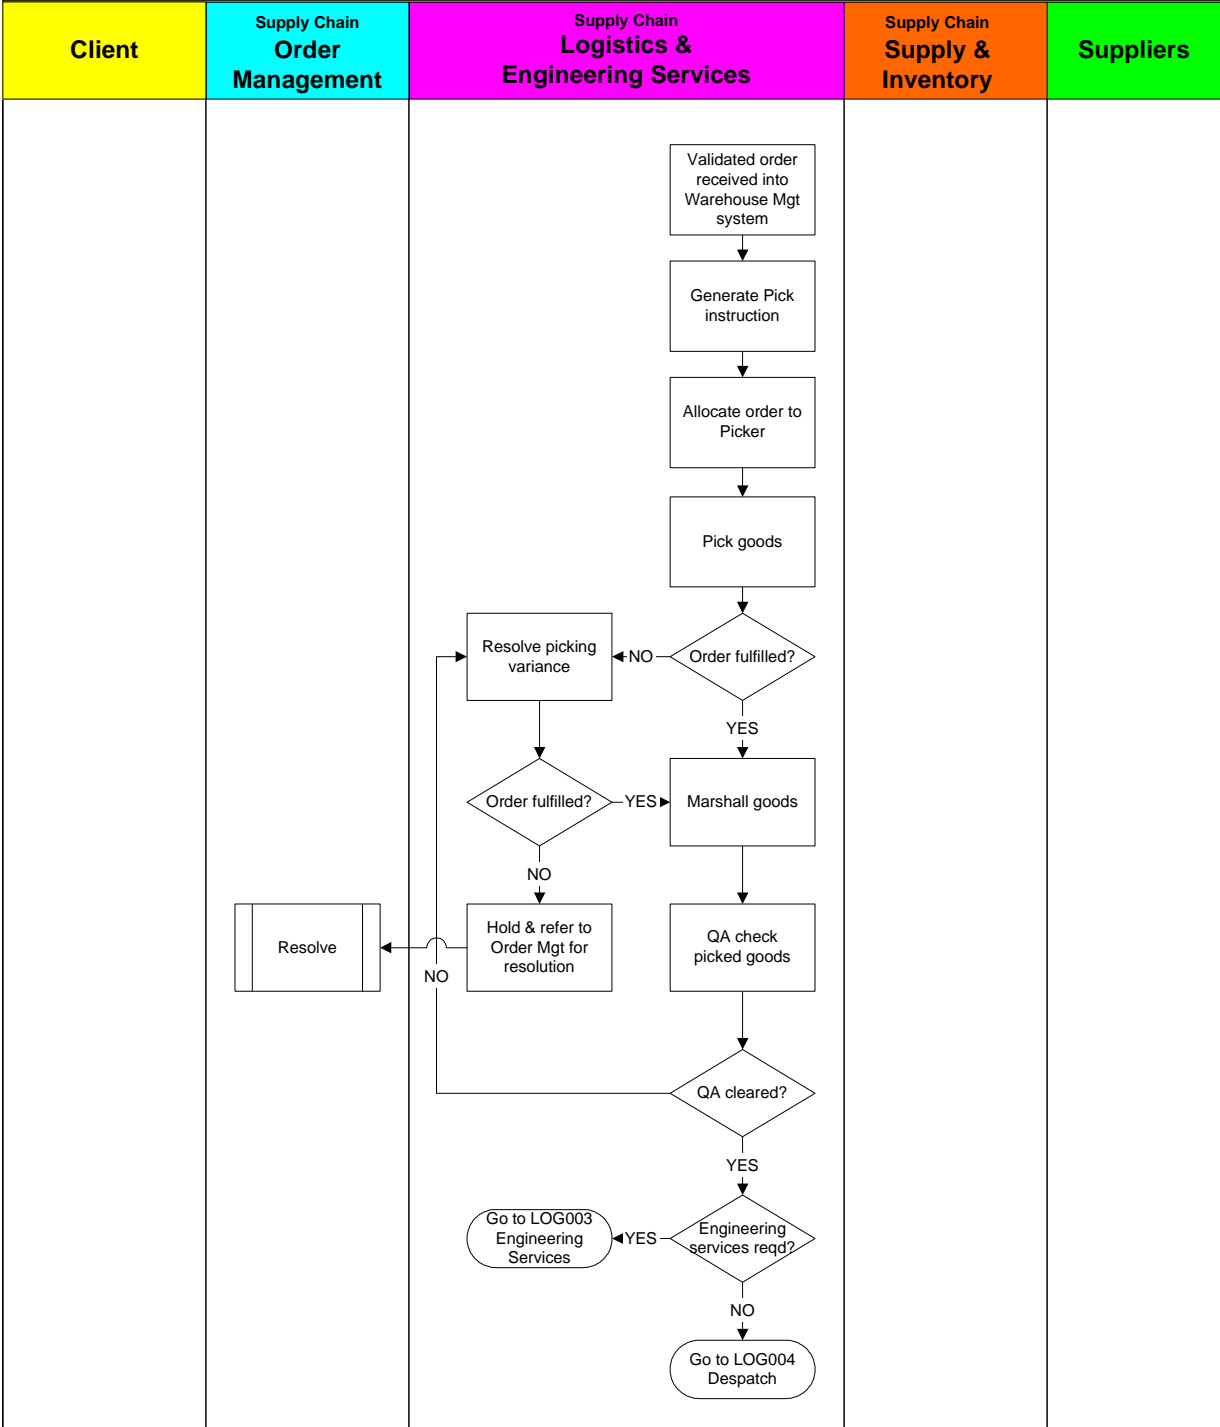 Client
Supply Chain
Order
Management
Supply Chain
Logistics &
Engineering Services
Supply Chain
Supply &
Inventory
Suppliers
Validated order
received into
Warehouse Mgt
system
Generate Pick
instruction
Allocate order to
Picker
Pick goods
Order fulfilled?
NO
Resolve picking
variance
YES
Order fulfilled?
YES
Marshall goods
NO
Resolve
Hold & refer to
Order Mgt for
resolution
QA check
picked goods
NO
QA cleared?
YES
Go to LOG003
Engineering
Services
YES
Engineering
services reqd?
NO
Go to LOG004
Despatch